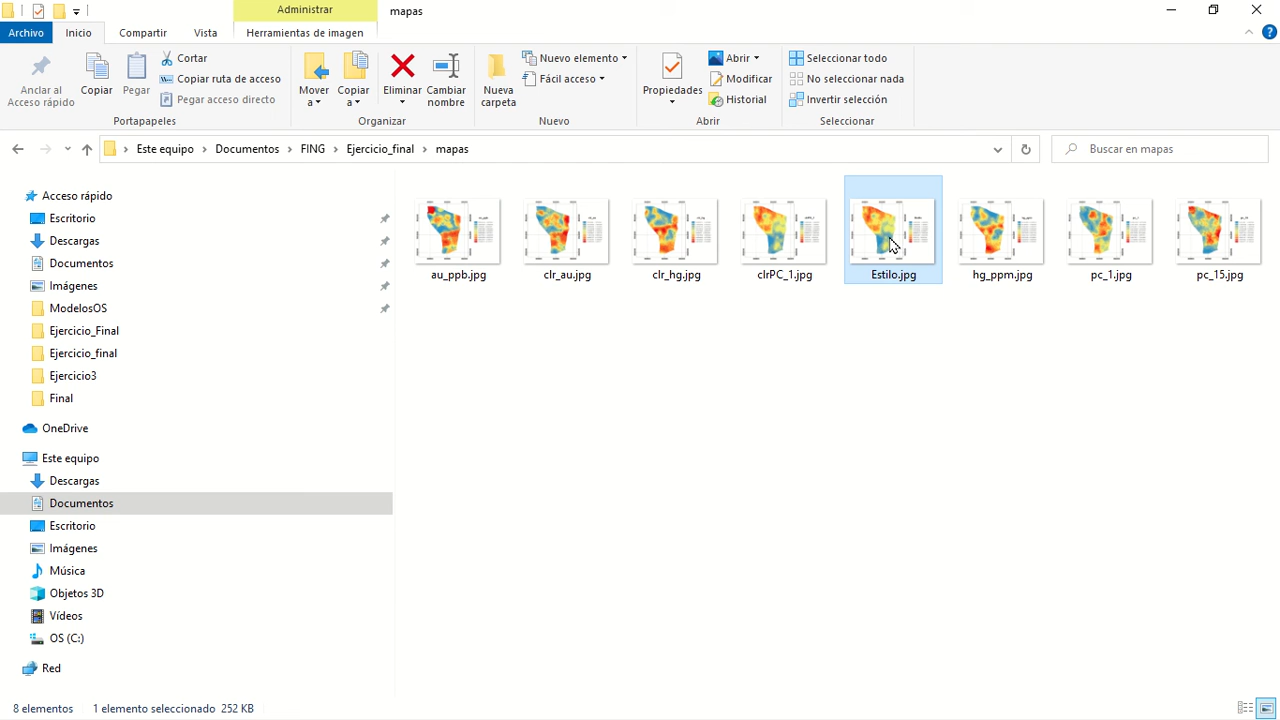 Administrar
mapas
Archivo
Inicio
Compartir
Vista
Herramientas de imagen
Anclar al
Acceso rápido
Copiar
Pegar
Cortar
Copiar ruta de acceso
Pegar acceso directo
Portapapeles
Mover
a
Copiar
a
Eliminar
Cambiar
nombre
Organizar
Nueva
carpeta
Nuevo elemento
Fácil acceso
Nuevo
Propiedades
Abrir
Modificar
Historial
Abrir
Seleccionar todo
No seleccionar nada
Invertir selección
Seleccionar
Este equipo > Documentos > FING > Ejercicio_final > mapas
Buscar en mapas
Acceso rápido
Escritorio
Descargas
Documentos
Imágenes
ModelosOS
Ejercicio_Final
Ejercicio_final
Ejercicio3
Final
OneDrive
Este equipo
Descargas
Documentos
Escritorio
Imágenes
Música
Objetos 3D
Vídeos
OS (C:)
Red
au_ppb.jpg
clr_au.jpg
clr_hg.jpg
clrPC_1.jpg
Estilo.jpg
hg_ppm.jpg
pc_1.jpg
pc_15.jpg
8 elementos
1 elemento seleccionado 252 KB